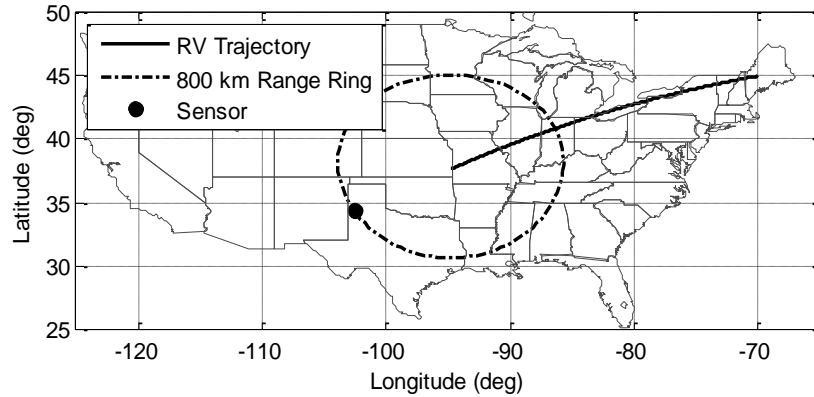 50
45
40
35
30
25
Latitude (deg)
RV Trajectory
800 km Range Ring
Sensor
-120
-110
-100
-90
-80
-70
Longitude (deg)